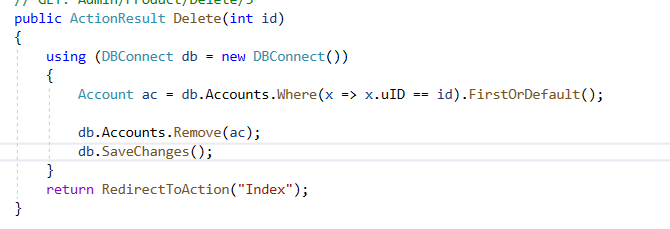 // GET: Admin/Product/Delete/5
public ActionResult Delete(int id)
{
using (DBConnect db = new DBConnect())
{
Account ac = db.Accounts.Where(x => x.uID == id).FirstOrDefault();
db.Accounts.Remove(ac);
db.SaveChanges();
}
return RedirectToAction("Index");
}